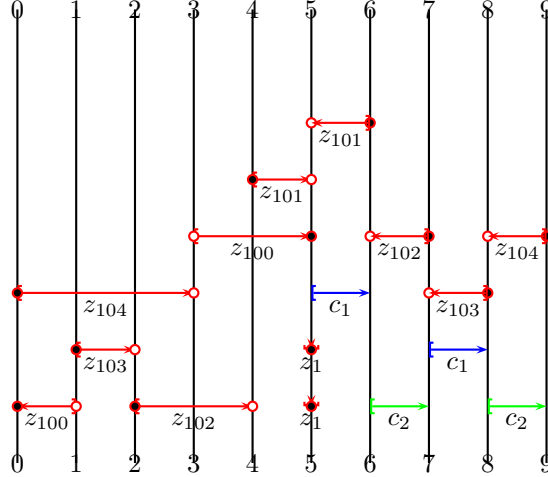 0 1 2 3 4 5 6 7 8 9
z₁₀₁
z₁₀₁
z₁₀₀ z₁₀₂ z₁₀₄
z₁₀₄ c₁ z₁₀₃
z₁₀₃ z₁ c₁
z₁₀₀ z₁₀₂ z₁ c₂ c₂
0 1 2 3 4 5 6 7 8 9